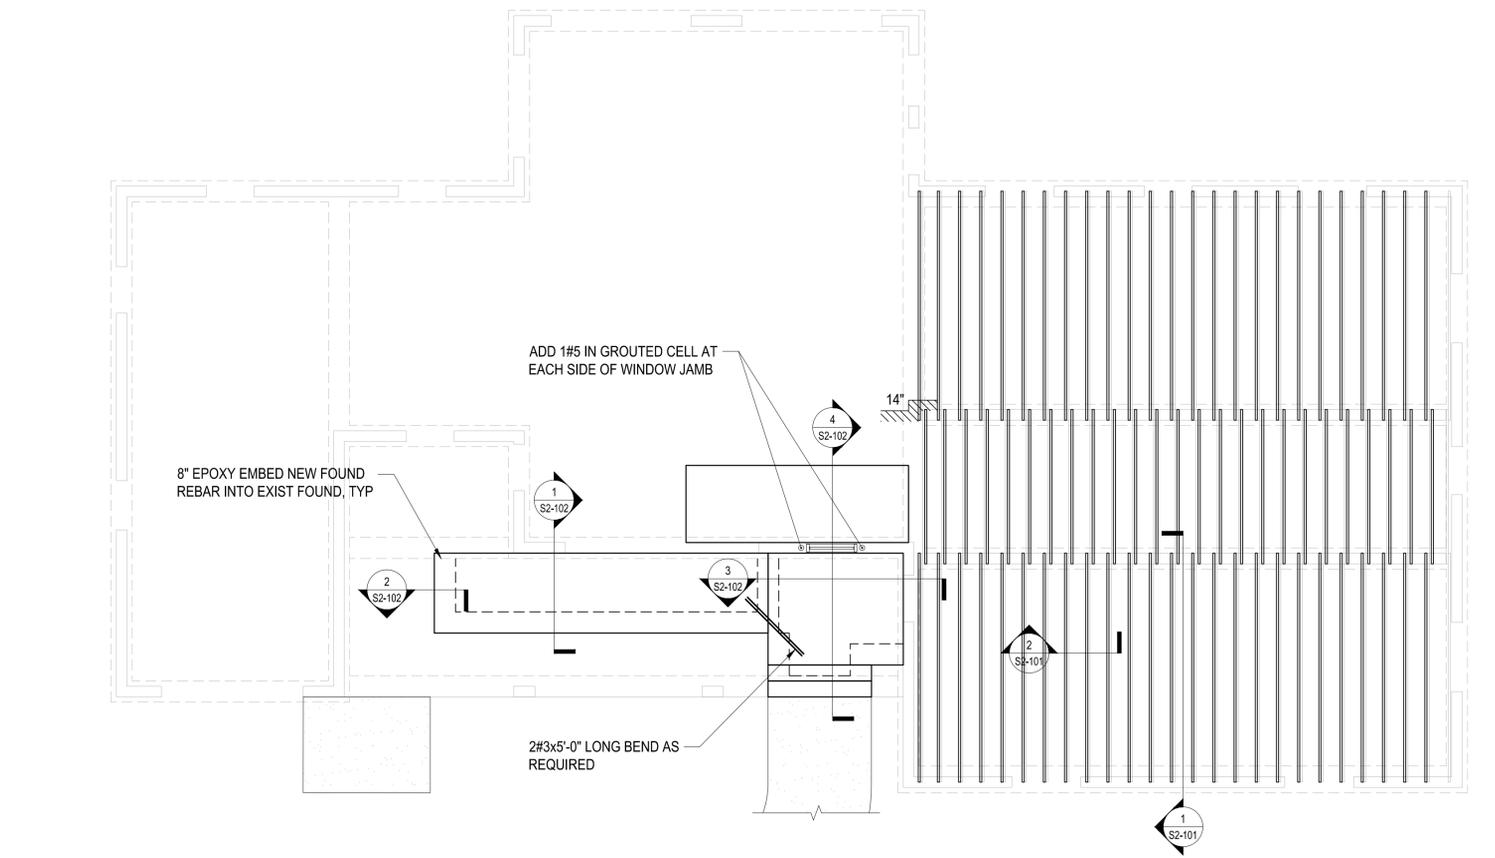 ADD 1#5 IN GROUTED CELL AT
EACH SIDE OF WINDOW JAMB
14"
4
S2-102
8" EPOXY EMBED NEW FOUND
REBAR INTO EXIST FOUND, TYP
1
S2-102
2
S2-102
3
S2-102
2
S2-101
2#3x5'-0" LONG BEND AS
REQUIRED
1
S2-101